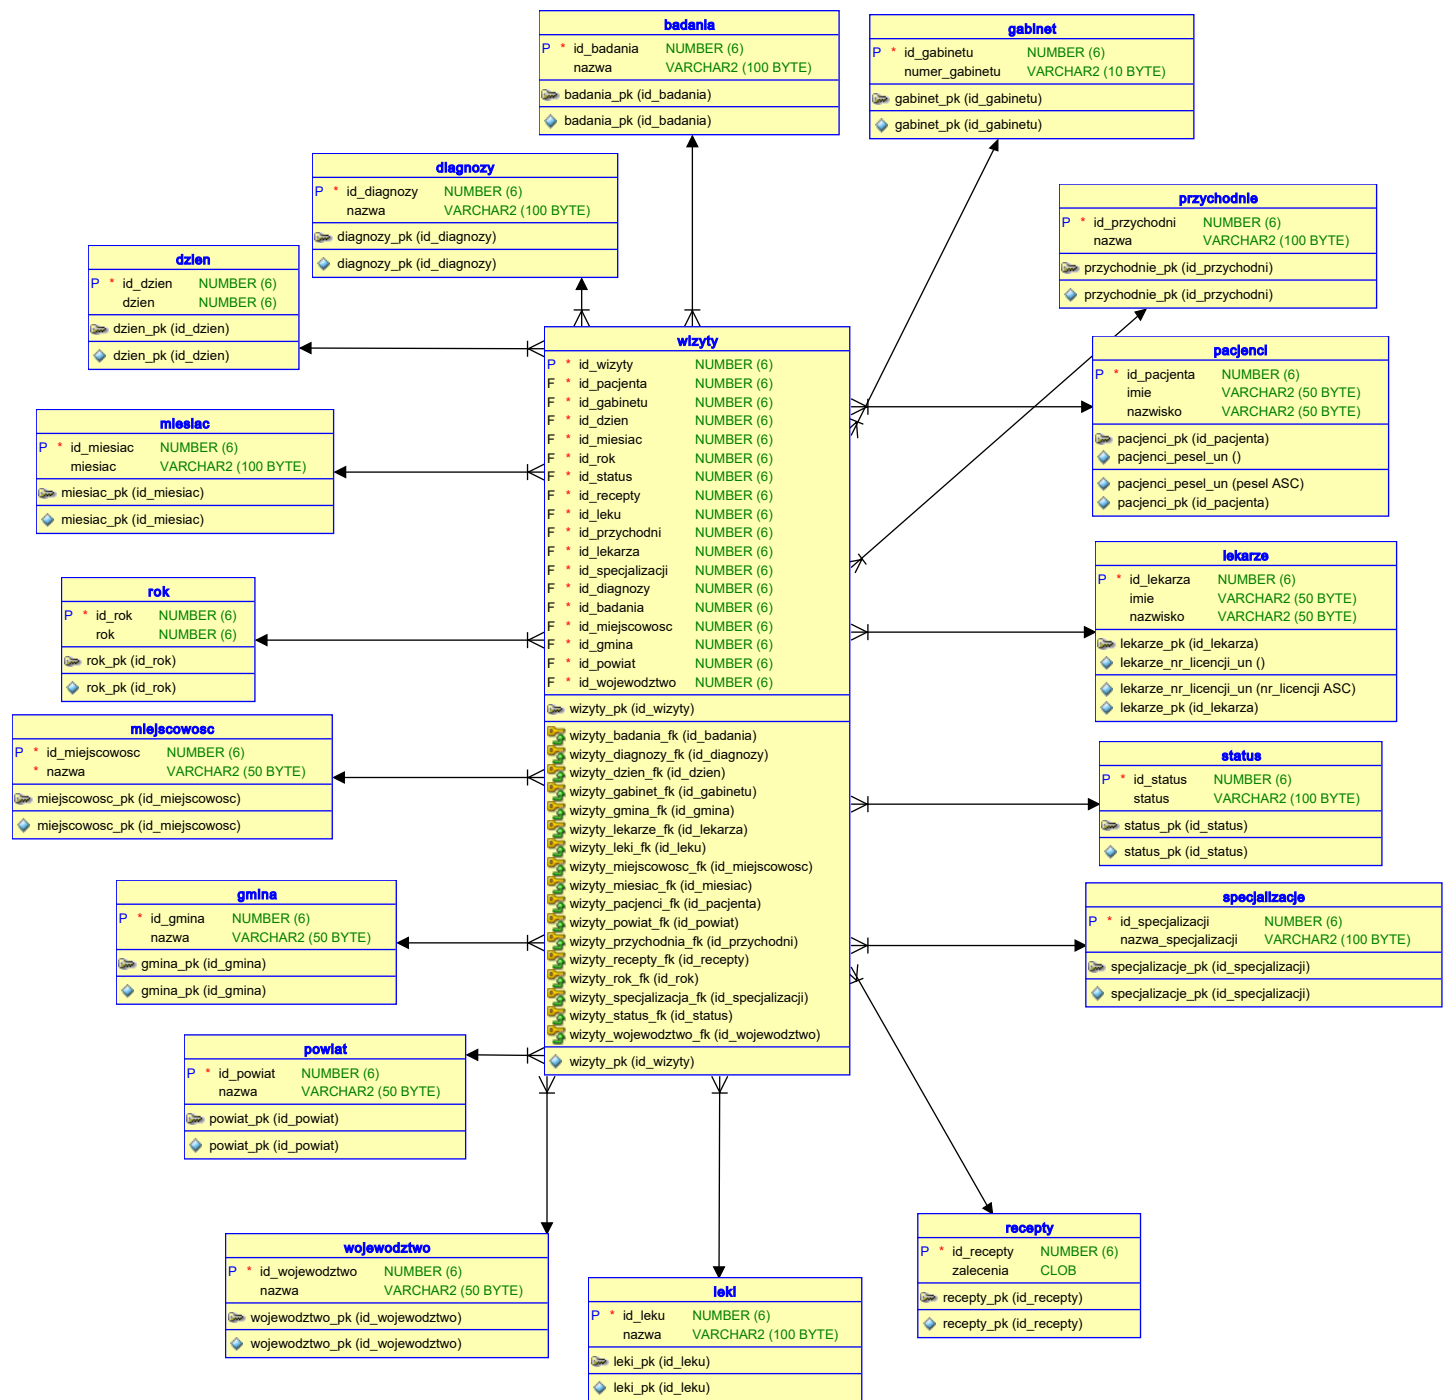 badania
P * id_badania NUMBER (6)
nazwa VARCHAR2 (100 BYTE)
badania_pk (id_badania)
badania_pk (id_badania)
gabinet
P * id_gabinetu NUMBER (6)
numer_gabinetu VARCHAR2 (10 BYTE)
gabinet_pk (id_gabinetu)
gabinet_pk (id_gabinetu)
diagnozy
P * id_diagnozy NUMBER (6)
nazwa VARCHAR2 (100 BYTE)
diagnozy_pk (id_diagnozy)
diagnozy_pk (id_diagnozy)
przychodnie
P * id_przychodni NUMBER (6)
nazwa VARCHAR2 (100 BYTE)
przychodnie_pk (id_przychodni)
przychodnie_pk (id_przychodni)
dzien
P * id_dzien NUMBER (6)
dzien NUMBER (6)
dzien_pk (id_dzien)
dzien_pk (id_dzien)
wizyty
P * id_wizyty NUMBER (6)
F * id_pacjenta NUMBER (6)
F * id_gabinetu NUMBER (6)
F * id_dzien NUMBER (6)
F * id_miesiac NUMBER (6)
F * id_rok NUMBER (6)
F * id_status NUMBER (6)
F * id_recepty NUMBER (6)
F * id_leku NUMBER (6)
F * id_przychodni NUMBER (6)
F * id_lekarza NUMBER (6)
F * id_specjalizacji NUMBER (6)
F * id_diagnozy NUMBER (6)
F * id_badania NUMBER (6)
F * id_miejscowosc NUMBER (6)
F * id_gmina NUMBER (6)
F * id_powiat NUMBER (6)
F * id_wojewodztwo NUMBER (6)
wizyty_pk (id_wizyty)
wizyty_badania_fk (id_badania)
wizyty_diagnozy_fk (id_diagnozy)
wizyty_dzien_fk (id_dzien)
wizyty_gabinet_fk (id_gabinetu)
wizyty_gmina_fk (id_gmina)
wizyty_lekarze_fk (id_lekarza)
wizyty_leki_fk (id_leku)
wizyty_miejscowosc_fk (id_miejscowosc)
wizyty_miesiac_fk (id_miesiac)
wizyty_pacjenci_fk (id_pacjenta)
wizyty_powiat_fk (id_powiat)
wizyty_przychodnia_fk (id_przychodni)
wizyty_recepty_fk (id_recepty)
wizyty_rok_fk (id_rok)
wizyty_specjalizacja_fk (id_specjalizacji)
wizyty_status_fk (id_status)
wizyty_wojewodztwo_fk (id_wojewodztwo)
wizyty_pk (id_wizyty)
pacjenci
P * id_pacjenta NUMBER (6)
imie VARCHAR2 (50 BYTE)
nazwisko VARCHAR2 (50 BYTE)
pacjenci_pk (id_pacjenta)
pacjenci_pesel_un ()
pacjenci_pesel_un (pesel ASC)
pacjenci_pk (id_pacjenta)
miesiac
P * id_miesiac NUMBER (6)
miesiac VARCHAR2 (100 BYTE)
miesiac_pk (id_miesiac)
miesiac_pk (id_miesiac)
lekarze
P * id_lekarza NUMBER (6)
imie VARCHAR2 (50 BYTE)
nazwisko VARCHAR2 (50 BYTE)
lekarze_pk (id_lekarza)
lekarze_nr_licencji_un ()
lekarze_nr_licencji_un (nr_licencji ASC)
lekarze_pk (id_lekarza)
rok
P * id_rok NUMBER (6)
rok NUMBER (6)
rok_pk (id_rok)
rok_pk (id_rok)
miejscowosc
P * id_miejscowosc NUMBER (6)
* nazwa VARCHAR2 (50 BYTE)
miejscowosc_pk (id_miejscowosc)
miejscowosc_pk (id_miejscowosc)
status
P * id_status NUMBER (6)
status VARCHAR2 (100 BYTE)
status_pk (id_status)
status_pk (id_status)
gmina
P * id_gmina NUMBER (6)
nazwa VARCHAR2 (50 BYTE)
gmina_pk (id_gmina)
gmina_pk (id_gmina)
specjalizacje
P * id_specjalizacji NUMBER (6)
nazwa_specjalizacji VARCHAR2 (100 BYTE)
specjalizacje_pk (id_specjalizacji)
specjalizacje_pk (id_specjalizacji)
powiat
P * id_powiat NUMBER (6)
nazwa VARCHAR2 (50 BYTE)
powiat_pk (id_powiat)
powiat_pk (id_powiat)
wojewodztwo
P * id_wojewodztwo NUMBER (6)
nazwa VARCHAR2 (50 BYTE)
wojewodztwo_pk (id_wojewodztwo)
wojewodztwo_pk (id_wojewodztwo)
leki
P * id_leku NUMBER (6)
nazwa VARCHAR2 (100 BYTE)
leki_pk (id_leku)
leki_pk (id_leku)
recepty
P * id_recepty NUMBER (6)
zalecenia CLOB
recepty_pk (id_recepty)
recepty_pk (id_recepty)